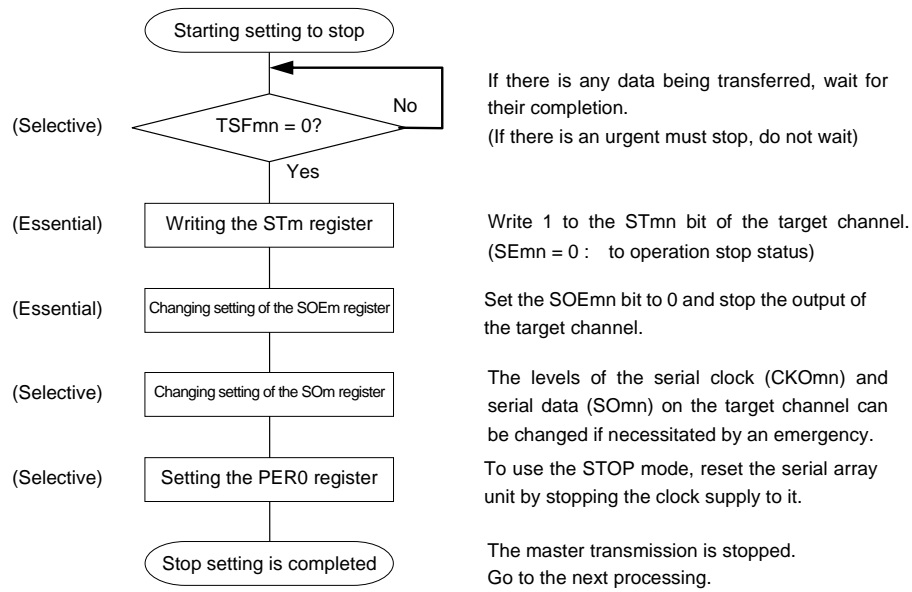 Starting setting to stop
No
(Selective)
TSFmn = 0?
If there is any data being transferred, wait for
their completion.
(If there is an urgent must stop, do not wait)
Yes
(Essential)
Writing the STm register
Write 1 to the STmn bit of the target channel.
(SEmn = 0 : to operation stop status)
(Essential)
Changing setting of the SOEm register
Set the SOEmn bit to 0 and stop the output of
the target channel.
(Selective)
Changing setting of the SOm register
The levels of the serial clock (CKOmn) and
serial data (SOmn) on the target channel can
be changed if necessitated by an emergency.
(Selective)
Setting the PER0 register
To use the STOP mode, reset the serial array
unit by stopping the clock supply to it.
Stop setting is completed
The master transmission is stopped.
Go to the next processing.